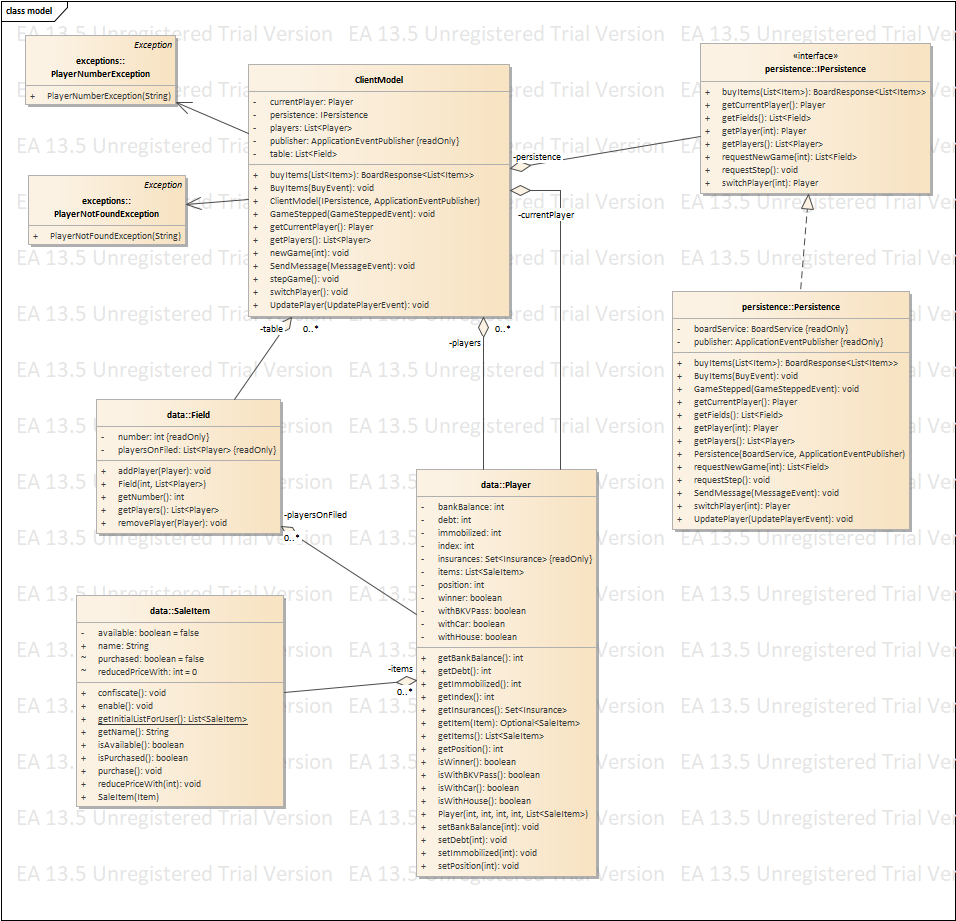 class model
EA 13.5 Unregistered Trial Version EA 13.5 Unregistered Trial Version EA 13.5 Unregistered Trial Version
Exception
exceptions::
PlayerNumberException
+ PlayerNumberException(String)
Exception
exceptions::
PlayerNotFoundException
+ PlayerNotFoundException(String)
ClientModel
- currentPlayer: Player
- persistence: IPersistence
- players: List<Player>
- publisher: ApplicationEventPublisher {readOnly}
- table: List<Field>
+ buyItems(List<Item>): BoardResponse<List<Item>>
+ BuyItems(BuyEvent): void
+ ClientModel(IPersistence, ApplicationEventPublisher)
+ GameStepped(GameSteppedEvent): void
+ getCurrentPlayer(): Player
+ getPlayers(): List<Player>
+ newGame(int): void
+ SendMessage(MessageEvent): void
+ stepGame(): void
+ switchPlayer(): void
+ UpdatePlayer(UpdatePlayerEvent): void
«interface»
persistence::IPersistence
+ buyItems(List<Item>): BoardResponse<List<Item>>
+ getCurrentPlayer(): Player
+ getFields(): List<Field>
+ getPlayer(int): Player
+ getPlayers(): List<Player>
+ requestNewGame(int): List<Field>
+ requestStep(): void
+ switchPlayer(int): Player
-persistence
-currentPlayer
-table 0..*
0..*
-players
persistence::Persistence
- boardService: BoardService {readOnly}
- publisher: ApplicationEventPublisher {readOnly}
+ buyItems(List<Item>): BoardResponse<List<Item>>
+ BuyItems(BuyEvent): void
+ GameStepped(GameSteppedEvent): void
+ getCurrentPlayer(): Player
+ getFields(): List<Field>
+ getPlayer(int): Player
+ getPlayers(): List<Player>
+ Persistence(BoardService, ApplicationEventPublisher)
+ requestNewGame(int): List<Field>
+ requestStep(): void
+ SendMessage(MessageEvent): void
+ switchPlayer(int): Player
+ UpdatePlayer(UpdatePlayerEvent): void
data::Field
- number: int {readOnly}
- playersOnFiled: List<Player> {readOnly}
+ addPlayer(Player): void
+ Field(int, List<Player>)
+ getNumber(): int
+ getPlayers(): List<Player>
+ removePlayer(Player): void
-playersOnFiled
0..*
data::Player
- bankBalance: int
- debt: int
- immobilized: int
- index: int
- insurances: Set<Insurance> {readOnly}
- items: List<SaleItem>
- position: int
- winner: boolean
- withBKVPass: boolean
- withCar: boolean
- withHouse: boolean
+ getBankBalance(): int
+ getDebt(): int
+ getImmobilized(): int
+ getIndex(): int
+ getInsurances(): Set<Insurance>
+ getItem(Item): Optional<SaleItem>
+ getItems(): List<SaleItem>
+ getPosition(): int
+ isWinner(): boolean
+ isWithBKVPass(): boolean
+ isWithCar(): boolean
+ isWithHouse(): boolean
+ Player(int, int, int, int, List<SaleItem>)
+ setBankBalance(int): void
+ setDebt(int): void
+ setImmobilized(int): void
+ setPosition(int): void
data::SaleItem
- available: boolean = false
+ name: String
~ purchased: boolean = false
~ reducedPriceWith: int = 0
+ confiscate(): void
+ enable(): void
+ getInitialListForUser(): List<SaleItem>
+ getName(): String
+ isAvailable(): boolean
+ isPurchased(): boolean
+ purchase(): void
+ reducePriceWith(int): void
+ SaleItem(Item)
-items
0..*